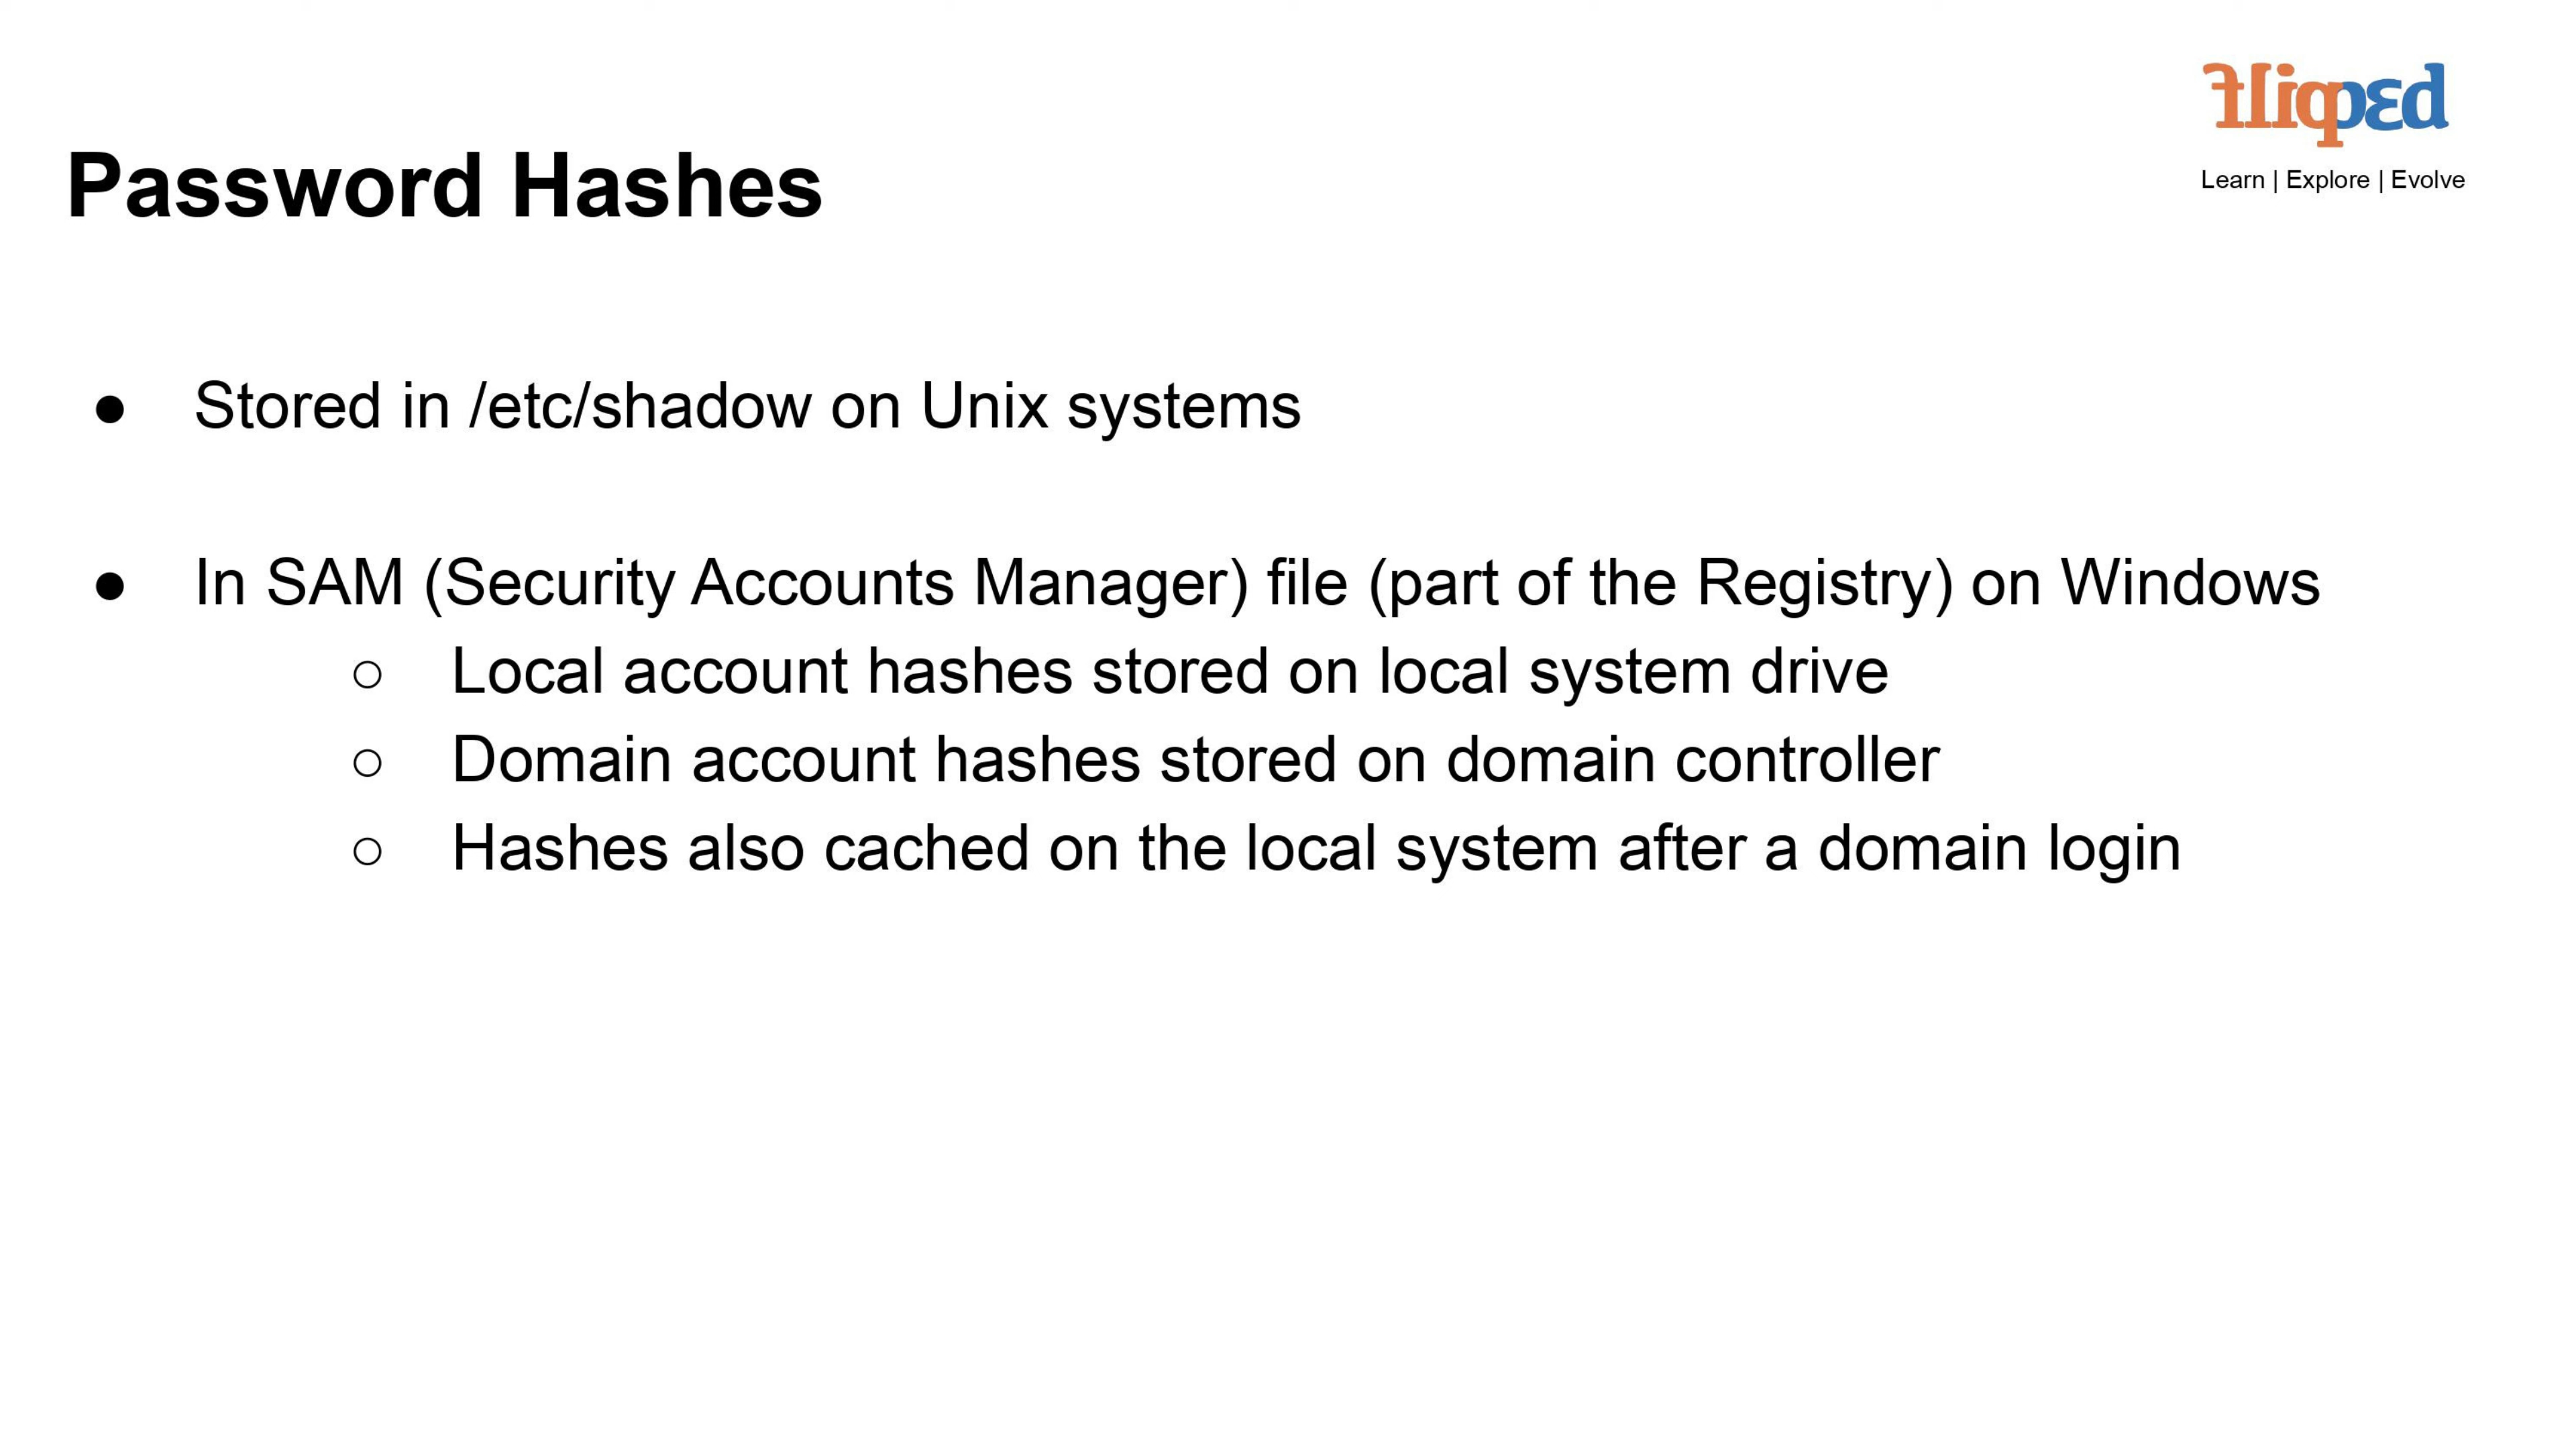 flipped
Learn | Explore | Evolve
Password Hashes
● Stored in /etc/shadow on Unix systems
● In SAM (Security Accounts Manager) file (part of the Registry) on Windows
○ Local account hashes stored on local system drive
○ Domain account hashes stored on domain controller
○ Hashes also cached on the local system after a domain login